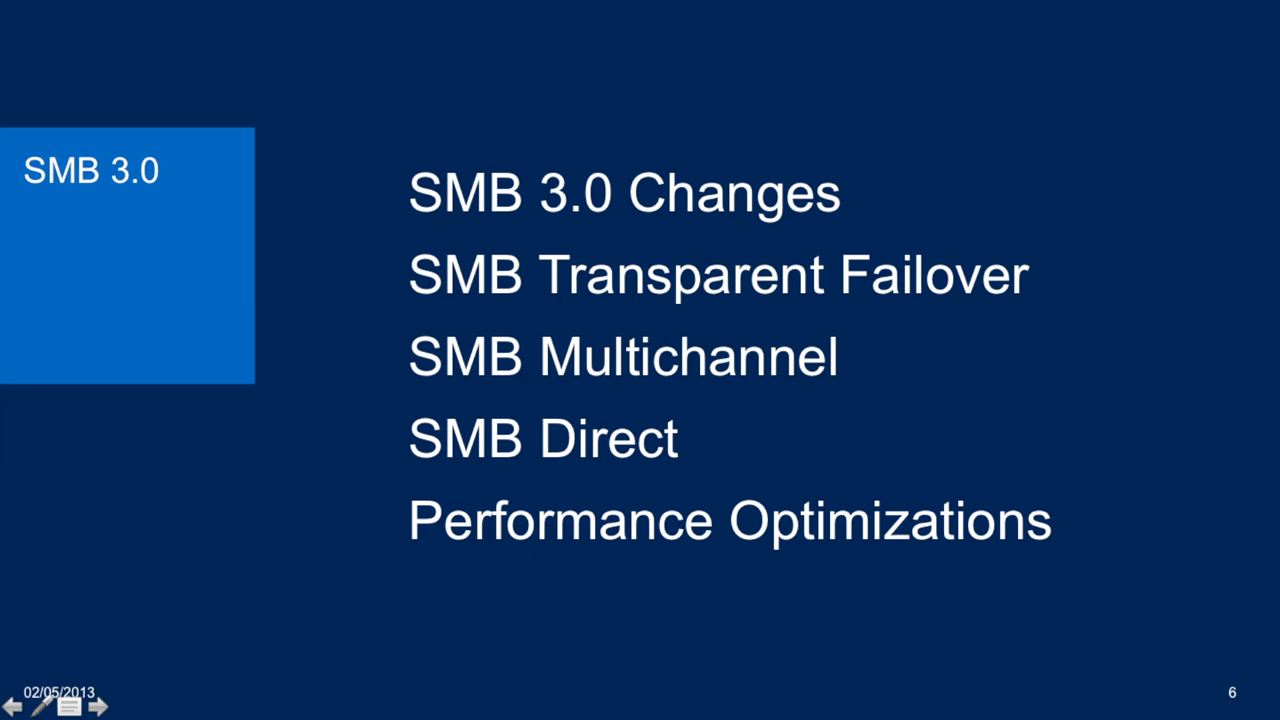 SMB 3.0
SMB 3.0 Changes
SMB Transparent Failover
SMB Multichannel
SMB Direct
Performance Optimizations
02/05/2013
6